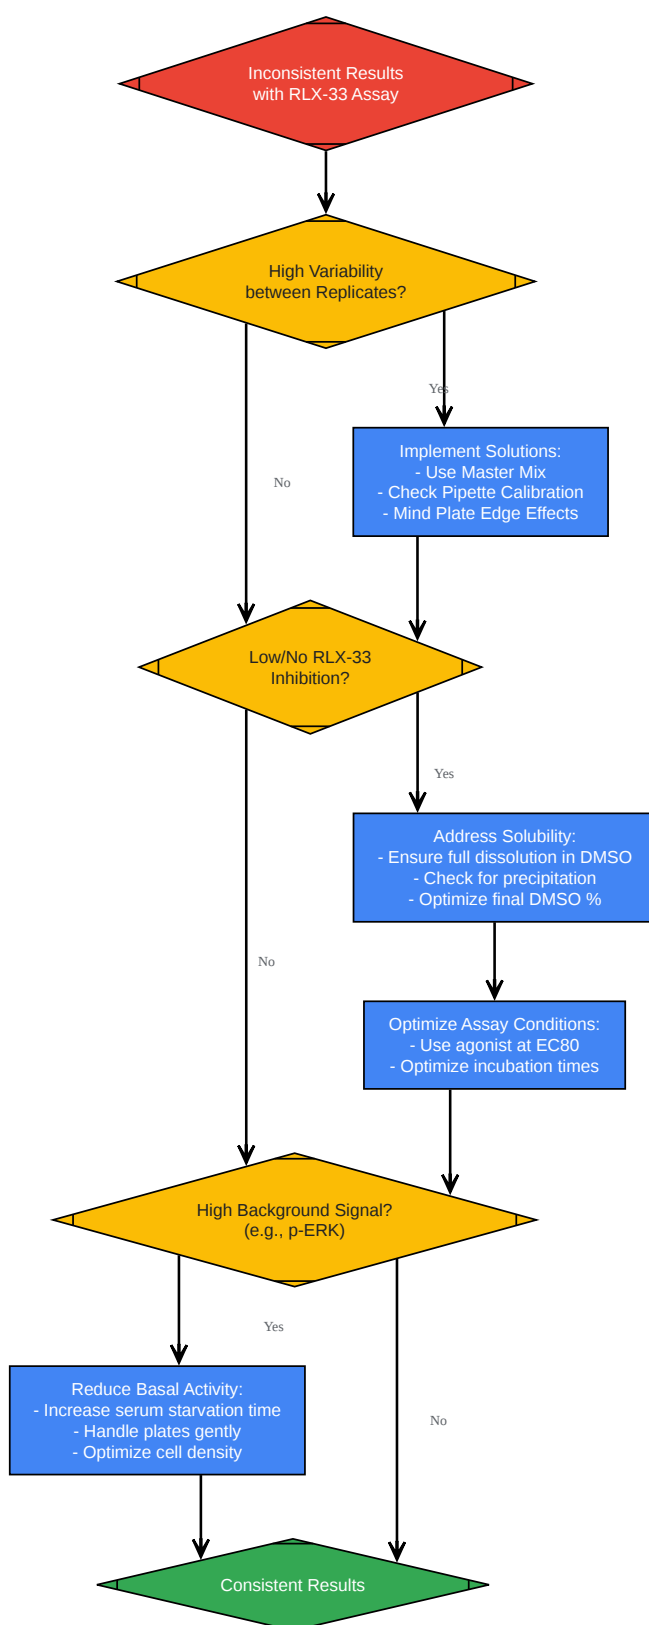 Inconsistent Results
with RLX-33 Assay
High Variability
between Replicates?
Yes
Implement Solutions:
- Use Master Mix
- Check Pipette Calibration
- Mind Plate Edge Effects
No
Low/No RLX-33
Inhibition?
Yes
Address Solubility:
- Ensure full dissolution in DMSO
- Check for precipitation
- Optimize final DMSO %
No
Optimize Assay Conditions:
- Use agonist at EC80
- Optimize incubation times
High Background Signal?
(e.g., p-ERK)
Yes
Reduce Basal Activity:
- Increase serum starvation time
- Handle plates gently
- Optimize cell density
No
Consistent Results